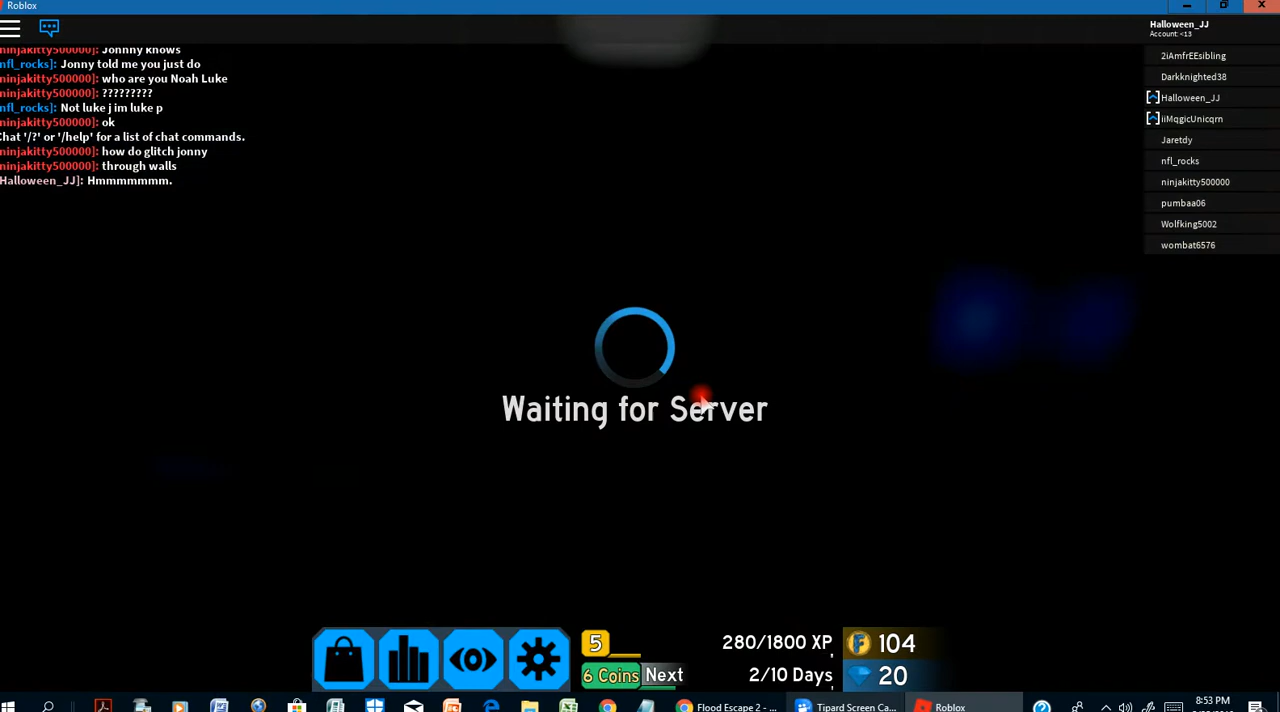 Roblox
Halloween_JJ
Account: <13
ninjakitty500000]: Jonny knows
nfl_rocks]: Jonny told me you just do
ninjakitty500000]: who are you Noah Luke
ninjakitty500000]: ?????????
nfl_rocks]: Not luke j im luke p
ninjakitty500000]: ok
Chat '/?' or '/help' for a list of chat commands.
ninjakitty500000]: how do glitch jonny
ninjakitty500000]: through walls
Halloween_JJ]: Hmmmmmmm.
2iAmfrEEsibling
Darkknighted38
Halloween_JJ
iiMqgicUnicqrn
Jaretdy
nfl_rocks
ninjakitty500000
pumbaa06
Wolfking5002
wombat6576
Waiting for Server
5
280/1800 XP
F 104
6 Coins Next
2/10 Days
20
Flood Escape 2 - ...
Tipard Screen Ca...
Roblox
8:53 PM